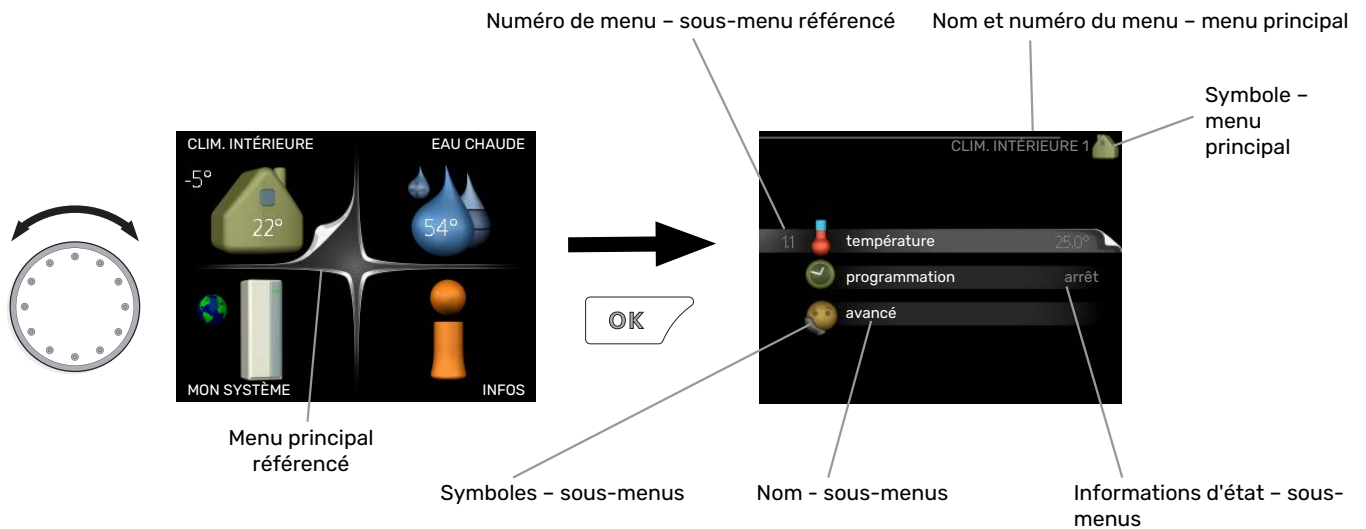 Numéro de menu – sous-menu référencé
Nom et numéro du menu – menu principal
Symbole –
menu
principal
CLIM. INTÉRIEURE
EAU CHAUDE
-5°
22°
54°
MON SYSTÈME
INFOS
Menu principal
référencé
OK
CLIM. INTÉRIEURE 1
1.1 température 25.0°
programmation arrêt
avancé
Symboles – sous-menus
Nom - sous-menus
Informations d'état – sous-
menus